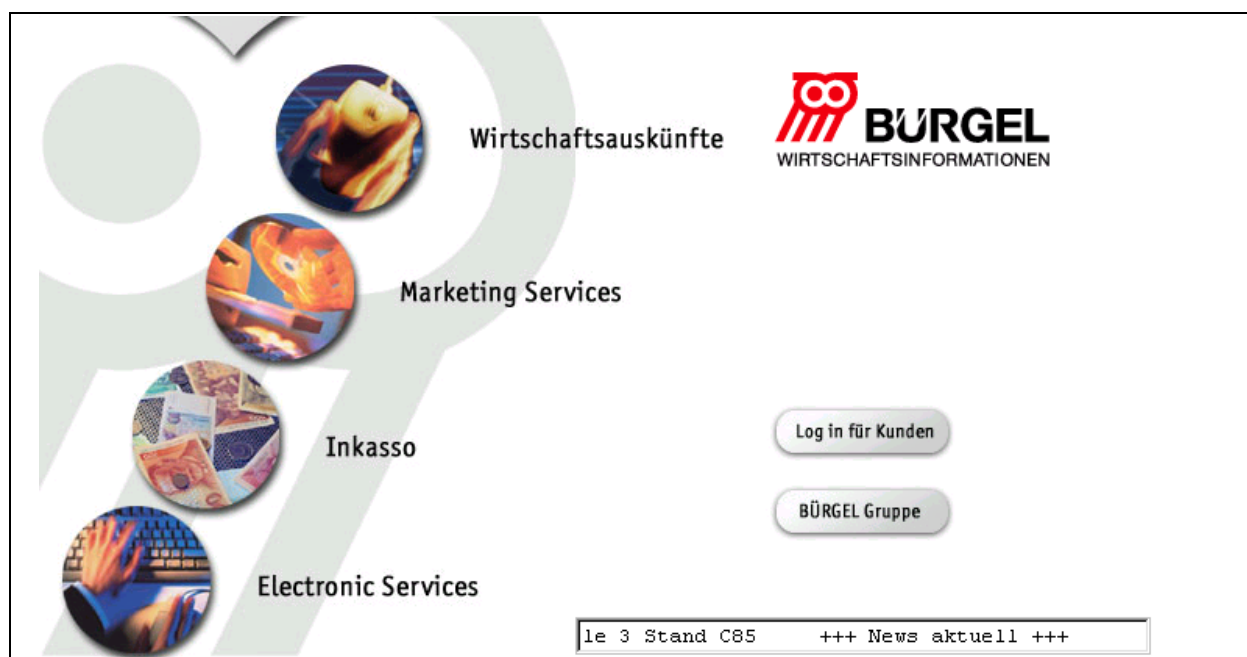 Wirtschaftsauskünfte
BÜRGEL
WIRTSCHAFTSINFORMATIONEN
Marketing Services
Inkasso
Log in für Kunden
BÜRGEL Gruppe
Electronic Services
le 3 Stand C85 +++ News aktuell +++